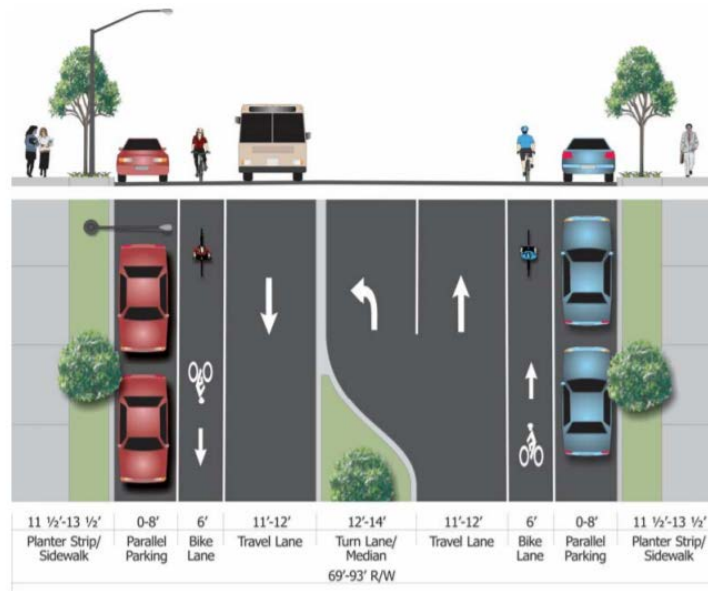 11 ½'-13 ½' 0-8' 6' 11'-12' 12'-14' 11'-12' 6' 0-8' 11 ½'-13 ½'
Planter Strip/ Parallel Bike Travel Lane Turn Lane/ Travel Lane Bike Parallel Planter Strip/
Sidewalk Parking Lane Median Lane Parking Sidewalk
69'-93' R/W